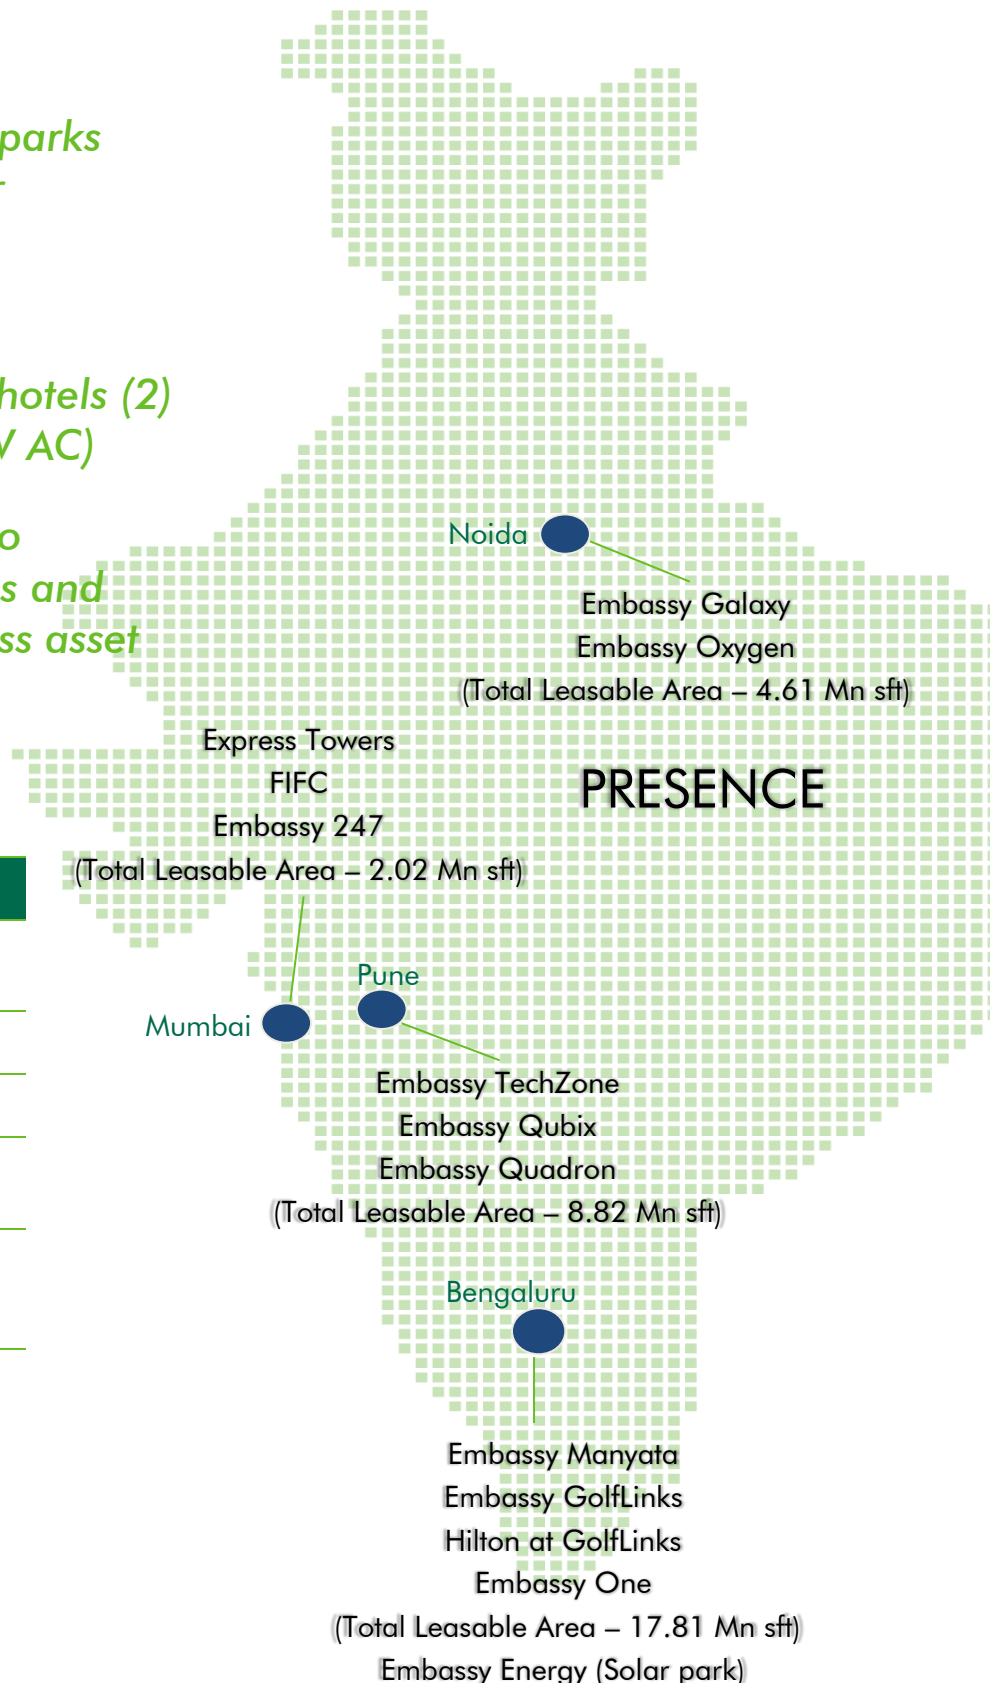 parks
hotels (2)
AC)
s and
ss asset
Noida
Embassy Galaxy
Embassy Oxygen
(Total Leasable Area – 4.61 Mn sft)
Express Towers
FIFC
Embassy 247
(Total Leasable Area – 2.02 Mn sft)
PRESENCE
Pune
Mumbai
Embassy TechZone
Embassy Qubix
Embassy Quadron
(Total Leasable Area – 8.82 Mn sft)
Bengaluru
Embassy Manyata
Embassy GolfLinks
Hilton at GolfLinks
Embassy One
(Total Leasable Area – 17.81 Mn sft)
Embassy Energy (Solar park)